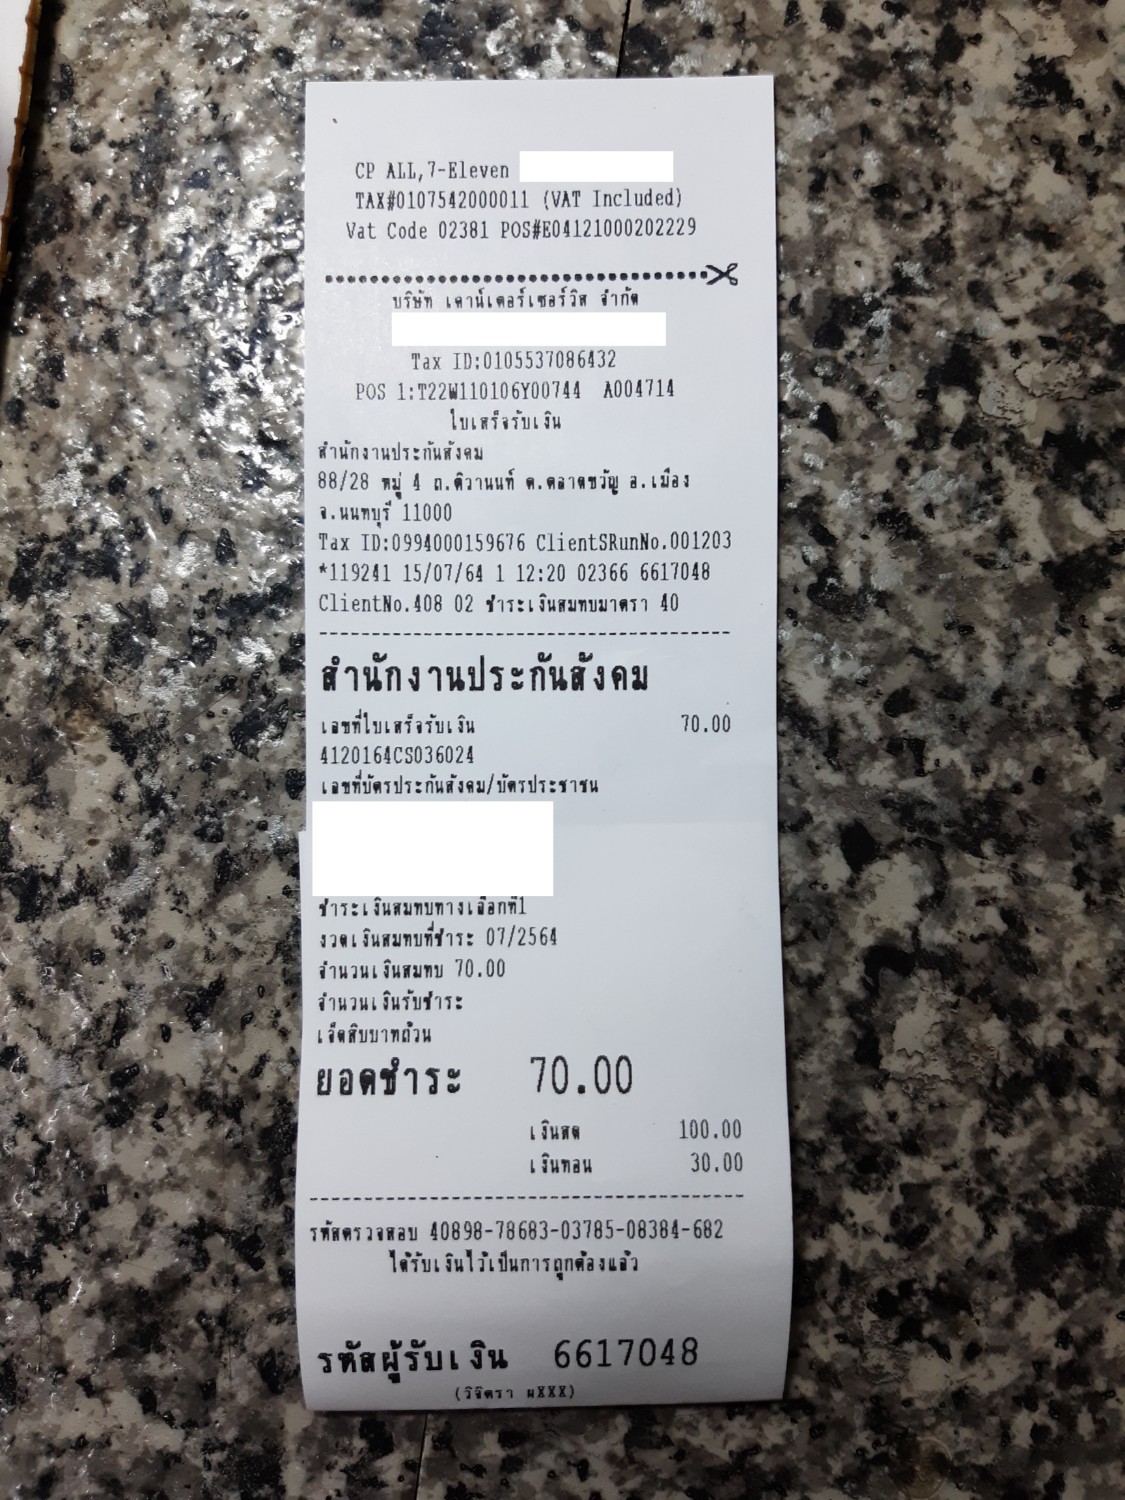 CP ALL,7-Eleven
TAX#0107542000011 (VAT Included)
Vat Code 02381 POS#E04121000202229
บริษัท เคาน์เตอร์เซอร์วิส จำกัด
Tax ID:0105537086432
POS 1:T22W110106Y00744 A004714
ใบเสร็จรับเงิน
สำนักงานประกันสังคม
88/28 หมู่ 4 ถ.ติวานนท์ ต.ตลาดขวัญ อ.เมือง
จ.นนทบุรี 11000
Tax ID:0994000159676 ClientSRunNo.001203
*119241 15/07/64 1 12:20 02366 6617048
ClientNo.408 02 ชำระเงินสมทบมาตรา 40
สำนักงานประกันสังคม
เลขที่ใบเสร็จรับเงิน 70.00
4120164CS036024
เลขที่บัตรประกันสังคม/บัตรประชาชน
ชำระเงินสมทบทางเลือกที่1
งวดเงินสมทบที่ชำระ 07/2564
จำนวนเงินสมทบ 70.00
จำนวนเงินรับชำระ
เจ็ดสิบบาทถ้วน
ยอดชำระ 70.00
เงินสด 100.00
เงินทอน 30.00
รหัสตรวจสอบ 40898-78683-03785-08384-682
ได้รับเงินไว้เป็นการถูกต้องแล้ว
รหัสผู้รับเงิน 6617048
(วิจิตรา ผXXX)